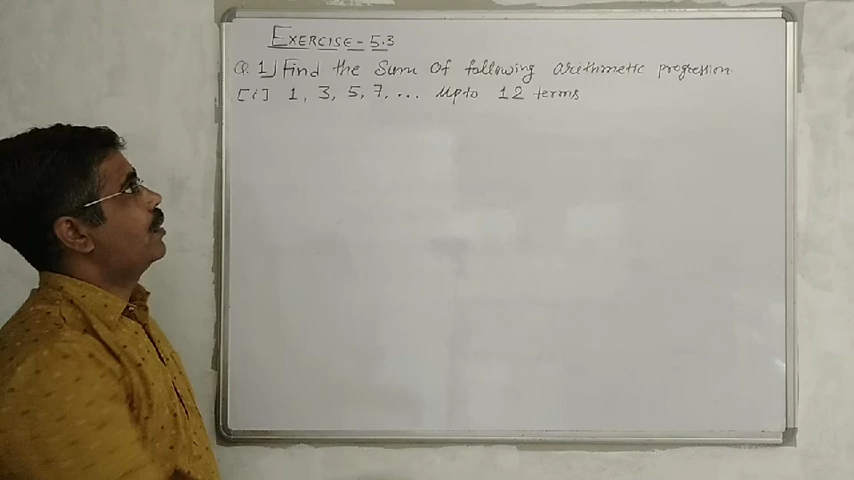 EXERCISE - 5.3
Q. 1] Find the Sum of following arithmetic progression
[i] 1, 3, 5, 7, ... upto 12 terms